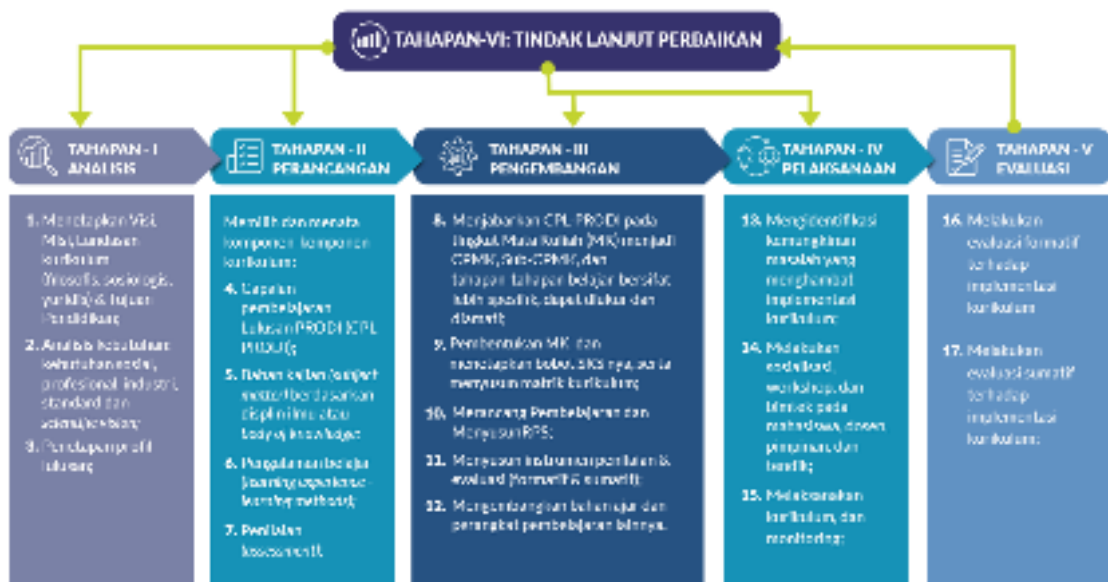 TAHAPAN-VI: TINDAK LANJUT PERBAIKAN
TAHAPAN - I
ANALISIS
1. Menetapkan Visi,
Misi, Landasan
kurikulum
(filosofis, sosiologis,
yuridis) & Tujuan
Pendidikan;
2. Analisis kebutuhan:
kebutuhan sosial,
profesional, industri,
standard dan
vision;
3. Penetapan profil
lulusan;
TAHAPAN - II
PERANCANGAN
Memilih dan menata
komponen-komponen
kurikulum:
4. Capaian
pembelajaran
Lulusan PRODI (CPL
PRODI);
5. Bahan kajian (subject
matter) berdasarkan
displin ilmu atau
body of knowledge;
6. Pengalaman belajar
(learning experience -
learning methods);
7. Penilaian
(assessment).
TAHAPAN - III
PENGEMBANGAN
8. Menjabarkan CPL PRODI pada
tingkat Mata Kuliah (MK) menjadi
CPMK, Sub-CPMK, dan
tahapan-tahapan belajar bersifat
lebih spesifik, dapat diukur dan
diamati;
9. Pembentukan MK dan
menetapkan bobot SKS nya, serta
menyusun matrik kurikulum;
10. Merancang Pembelajaran dan
Menyusun RPS;
11. Menyusun instrumen penilaian &
evaluasi (formatif & sumatif);
12. Mengembangkan bahan ajar dan
perangkat pembelajaran lainnya.
TAHAPAN - IV
PELAKSANAAN
13. Mengidentifikasi
kemungkinan
masalah yang
menghambat
implementasi
kurikulum;
14. Melakukan
sosialisasi,
workshop, dan
bimtek pada
mahasiswa, dosen,
pimpinan, dan
tendik;
15. Melaksanakan
kurikulum, dan
monitoring;
TAHAPAN - V
EVALUASI
16. Melakukan
evaluasi formatif
terhadap
implementasi
kurikulum
17. Melakukan
evaluasi sumatif
terhadap
implementasi
kurikulum;